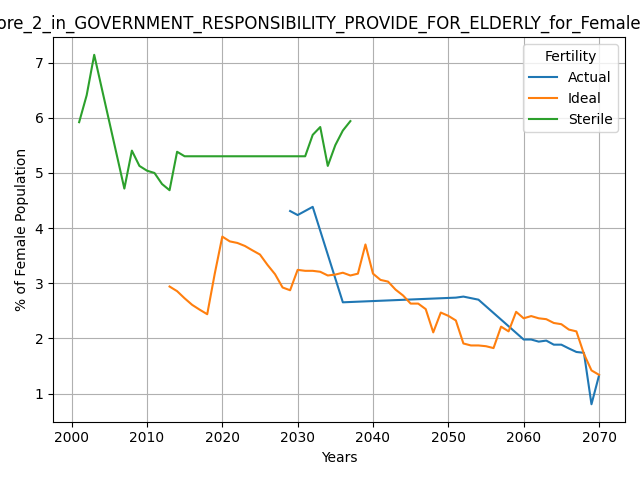 ore_2_in_GOVERNMENT_RESPONSIBILITY_PROVIDE_FOR_ELDERLY_for_Female
Fertility
Actual
Ideal
Sterile
% of Female Population
7
6
5
4
3
2
1
2000 2010 2020 2030 2040 2050 2060 2070
Years